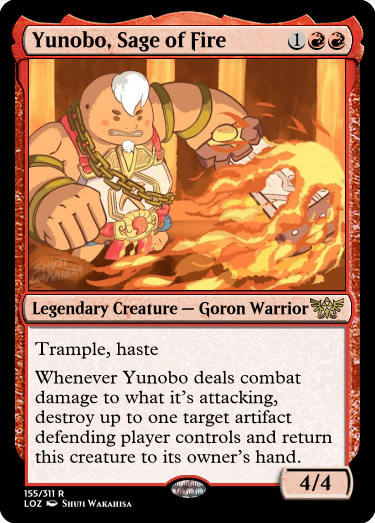 Yunobo, Sage of Fire 1
Legendary Creature — Goron Warrior
Trample, haste
Whenever Yunobo deals combat
damage to what it's attacking,
destroy up to one target artifact
defending player controls and return
this creature to its owner's hand.
4/4
155/311 R
LOZ Shuji Wakahisa